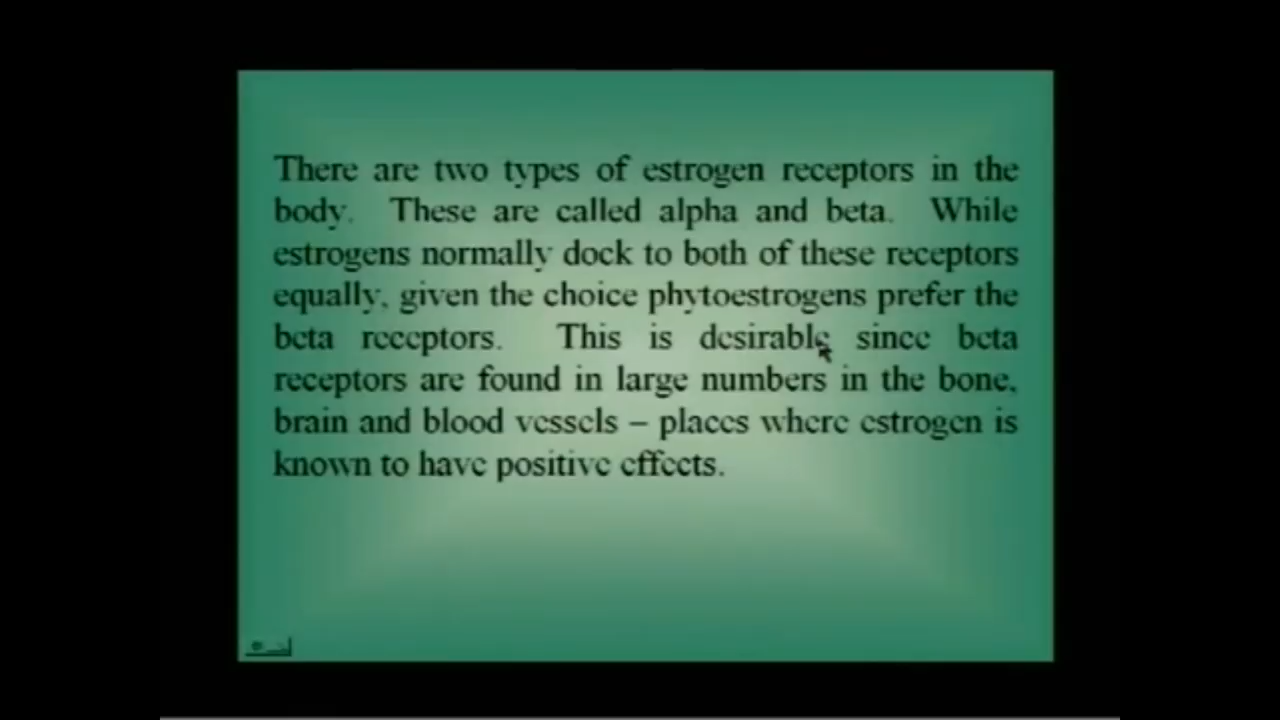 There are two types of estrogen receptors in the
body. These are called alpha and beta. While
estrogens normally dock to both of these receptors
equally, given the choice phytoestrogens prefer the
beta receptors. This is desirable since beta
receptors are found in large numbers in the bone,
brain and blood vessels – places where estrogen is
known to have positive effects.